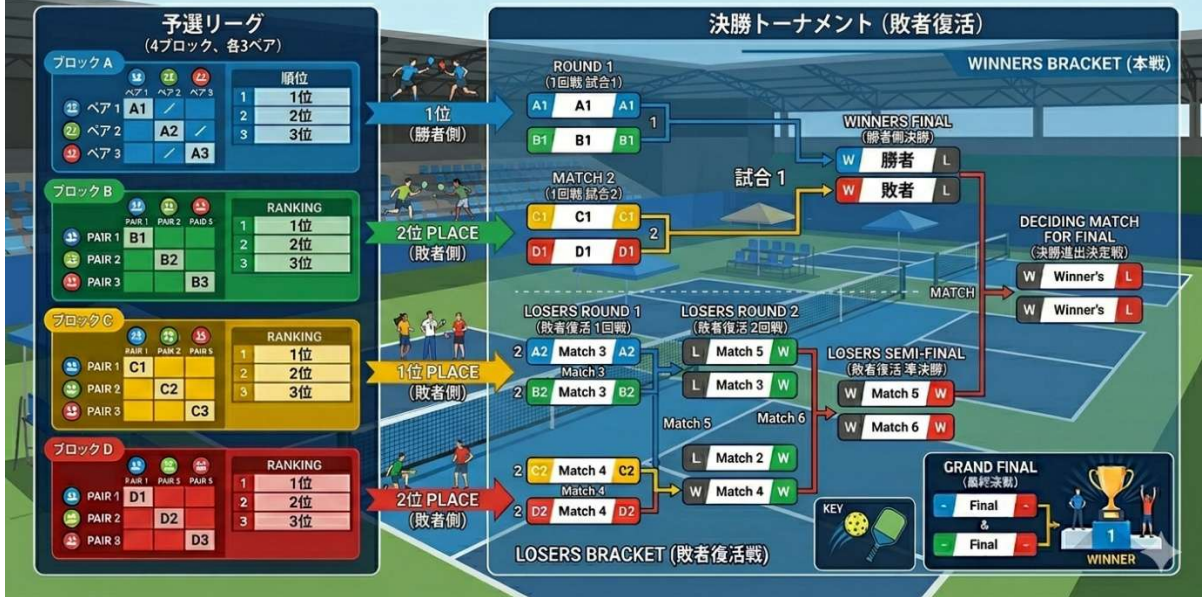 予選リーグ
(4ブロック、各3ペア)
ブロック A
ペア1 ペア2 ペア3
ペア 1 A1 /
ペア 2 A2 /
ペア 3 / A3
順位
1 1位
2 2位
3 3位
ブロック B
PAIR 1 PAIR 2 PAID S
PAIR 1 B1
PAIR 2 B2
PAIR 3 B3
RANKING
1 1位
2 2位
3 3位
ブロック C
PAIR 1 PAIK 2 PAIR S
PAIR 1 C1
PAIR 2 C2
PAIR 3 C3
RANKING
1 1位
2 2位
3 3位
ブロック D
PAIR 1 PAIR S PAIR S
PAIR 1 D1
PAIR 2 D2
PAIR 3 D3
RANKING
1 1位
2 2位
3 3位
1位
(勝者側)
2位 PLACE
(敗者側)
1位 PLACE
(敗者側)
2位 PLACE
(敗者側)
決勝トーナメント (敗者復活)
WINNERS BRACKET (本戦)
ROUND 1
(1回戦 試合1)
A1 A1 A1
1
B1 B1 B1
MATCH 2
(1回戦 試合2)
C1 C1 C1
2
D1 D1 D1
試合 1
WINNERS FINAL
(勝者側決勝)
W 勝者 L
W 敗者 L
DECIDING MATCH
FOR FINAL
(決勝進出決定戦)
MATCH
W Winner's L
W Winner's L
LOSERS ROUND 1
(敗者復活 1回戦)
2 A2 Match 3 A2
Match 3
2 B2 Match 3 B2
2 C2 Match 4 C2
Match 4
2 D2 Match 4 D2
Match 5
LOSERS ROUND 2
(敗者復活 2回戦)
L Match 5 W
L Match 3 W
Match 6
L Match 2 W
W Match 4 W
LOSERS SEMI-FINAL
(敗者復活 率決勝)
W Match 5 W
W Match 6 W
LOSERS BRACKET (敗者復活戦)
KEY
GRAND FINAL
- Final -
&
- Final -
1
WINNER